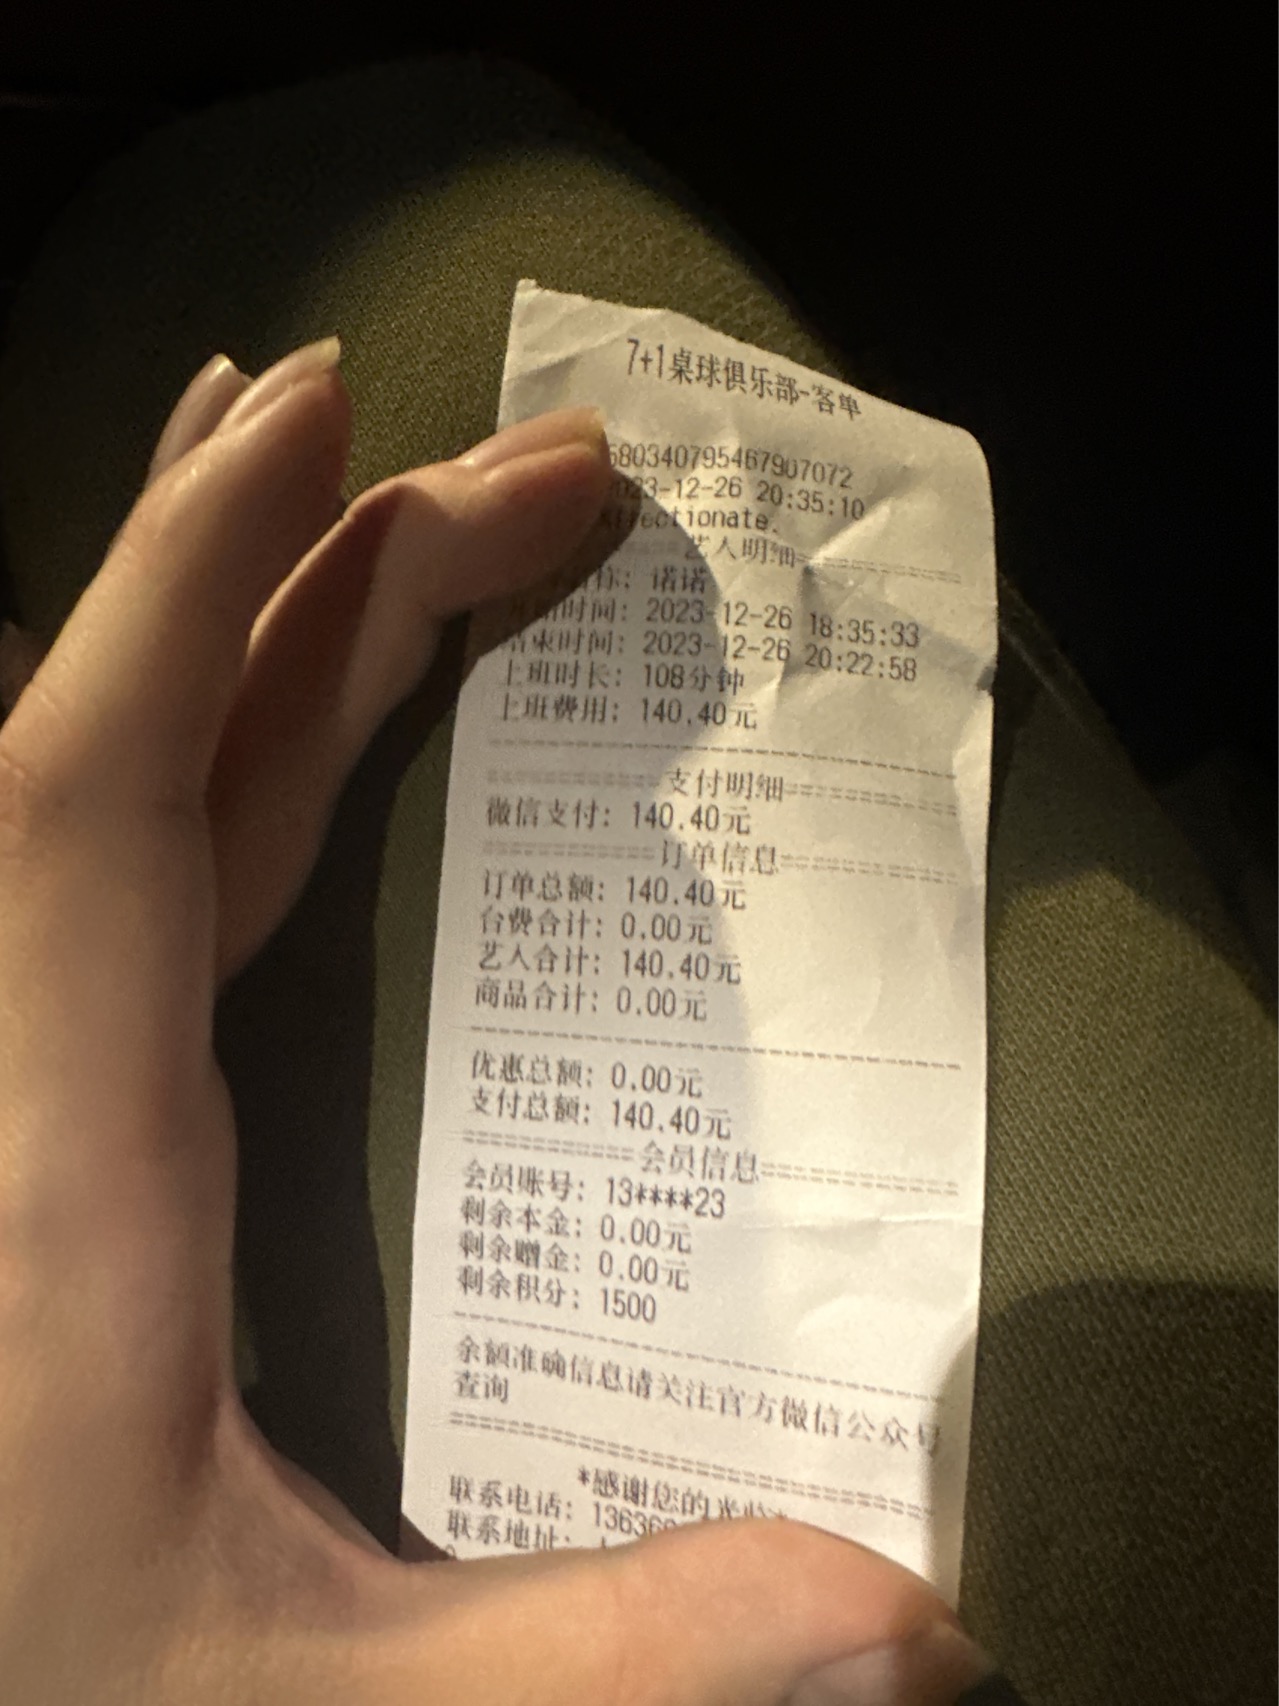 7+1桌球俱乐部-客单
580340795467907072
023-12-26 20:35:10
ffectionate.
艺人明细
称: 诺诺
时间: 2023-12-26 18:35:33
结束时间: 2023-12-26 20:22:58
上班时长: 108分钟
上班费用: 140.40元
支付明细
微信支付: 140.40元
订单信息
订单总额: 140.40元
台费合计: 0.00元
艺人合计: 140.40元
商品合计: 0.00元
优惠总额: 0.00元
支付总额: 140.40元
会员信息
会员账号: 13****23
剩余本金: 0.00元
剩余赠金: 0.00元
剩余积分: 1500
余额准确信息请关注官方微信公众号
查询
*感谢您的光临*
联系电话: 13636
联系地址: